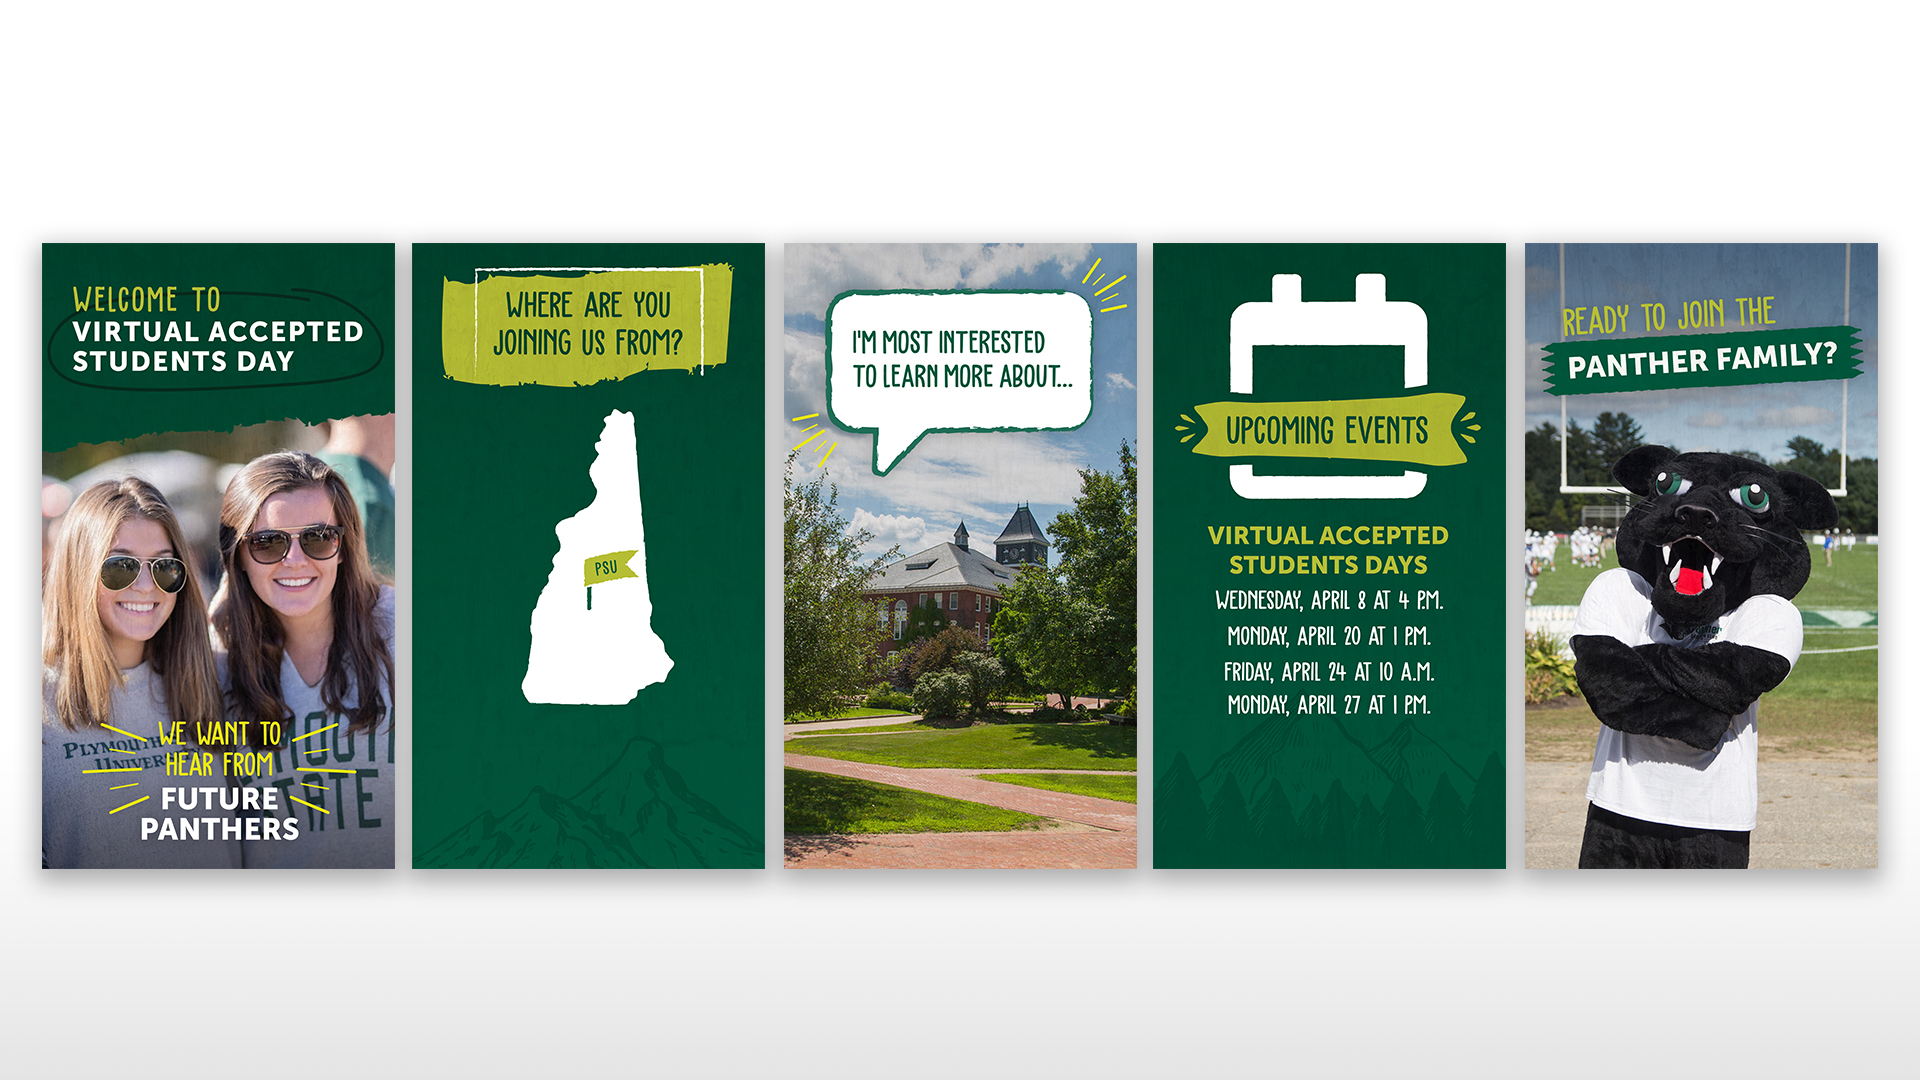 WELCOME TO
VIRTUAL ACCEPTED
STUDENTS DAY
PLYMOUTH
WE WANT TO
HEAR FROM
FUTURE
PANTHERS
WHERE ARE YOU
JOINING US FROM?
PSU
I'M MOST INTERESTED
TO LEARN MORE ABOUT...
UPCOMING EVENTS
VIRTUAL ACCEPTED
STUDENTS DAYS
WEDNESDAY, APRIL 8 AT 4 P.M.
MONDAY, APRIL 20 AT 1 P.M.
FRIDAY, APRIL 24 AT 10 A.M.
MONDAY, APRIL 27 AT 1 P.M.
READY TO JOIN THE
PANTHER FAMILY?